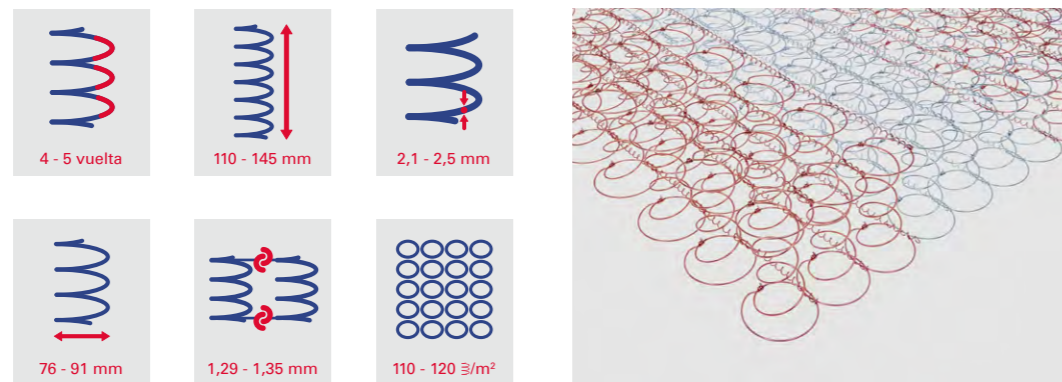 4 - 5 vuelta
110 - 145 mm
2,1 - 2,5 mm
76 - 91 mm
1,29 - 1,35 mm
110 - 120 /m²